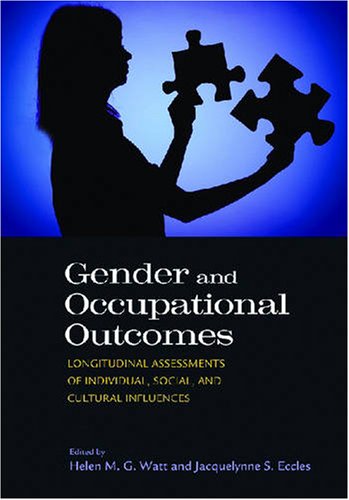 Gender and
Occupational
Outcomes
LONGITUDINAL ASSESSMENTS
OF INDIVIDUAL, SOCIAL, AND
CULTURAL INFLUENCES
Edited by
Helen M. G. Watt and Jacquelynne S. Eccles